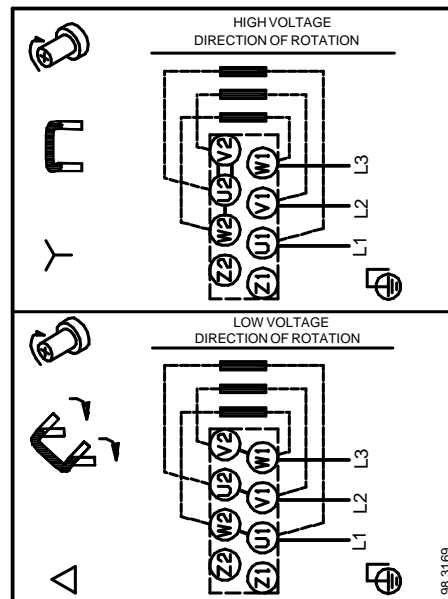 HIGH VOLTAGE
DIRECTION OF ROTATION
V2
W1
L3
U2
V1
L2
W2
U1
L1
Z2
Z1
LOW VOLTAGE
DIRECTION OF ROTATION
V2
W1
L3
U2
V1
L2
W2
U1
L1
Z2
Z1
98 3169